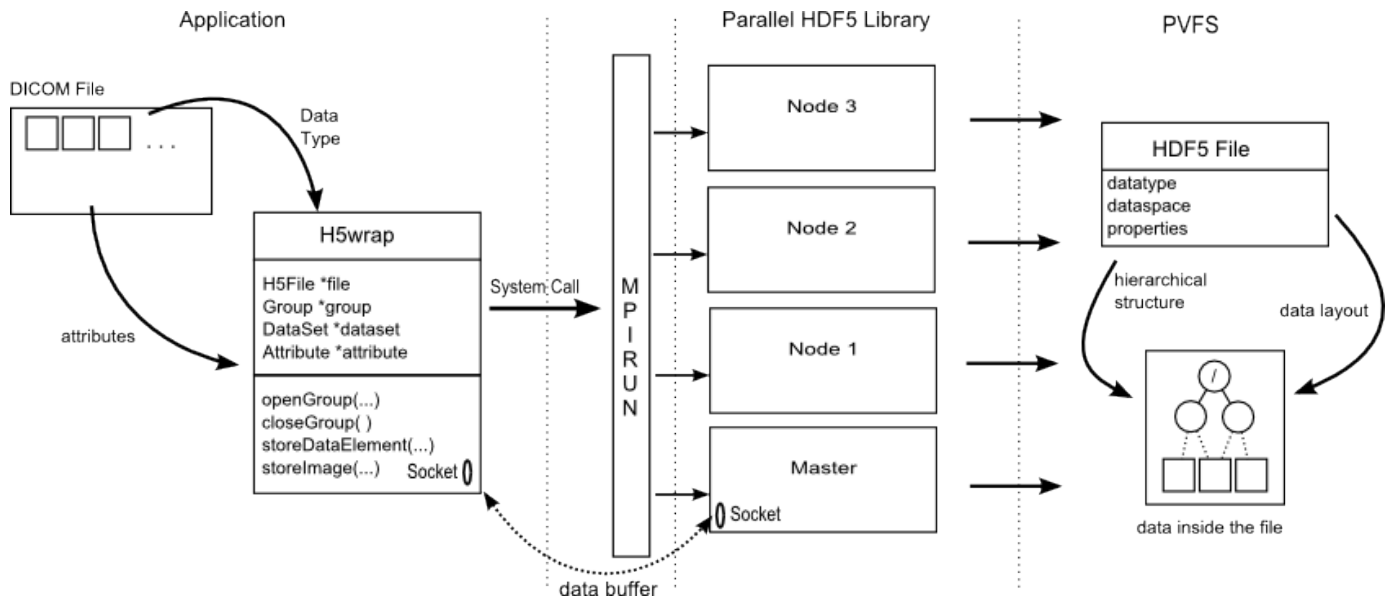 Application
Parallel HDF5 Library
PVFS
DICOM File
. . .
Data
Type
attributes
H5wrap
H5File *file
Group *group
DataSet *dataset
Attribute *attribute
openGroup(...)
closeGroup( )
storeDataElement(...)
storeImage(...)
Socket
System Call
MPIRUN
data buffer
Node 3
Node 2
Node 1
Master
Socket
HDF5 File
datatype
dataspace
properties
hierarchical
structure
data layout
/
data inside the file